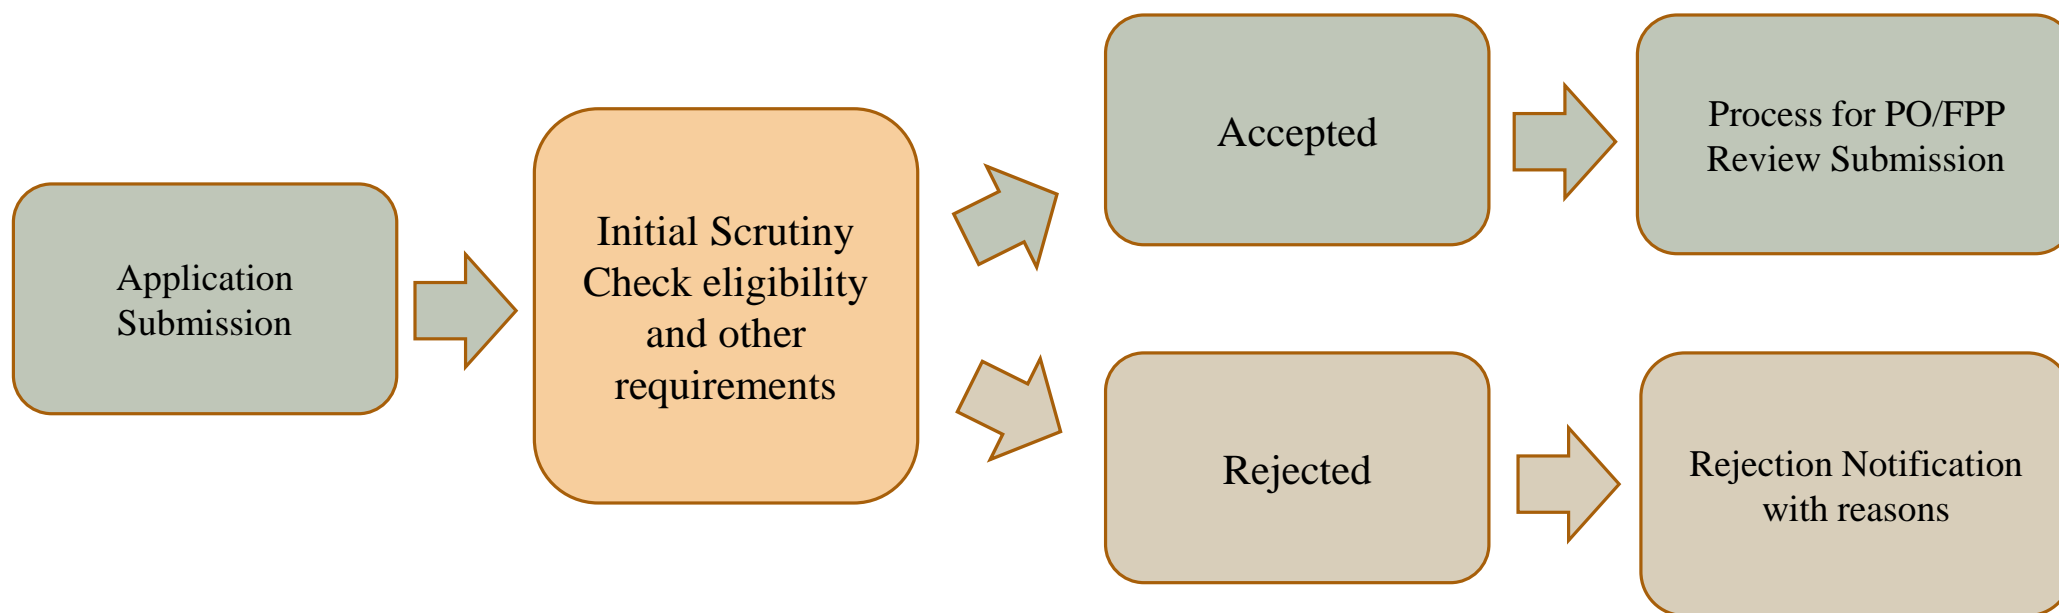 Application
Submission
Initial Scrutiny
Check eligibility
and other
requirements
Accepted
Process for PO/FPP
Review Submission
Rejected
Rejection Notification
with reasons